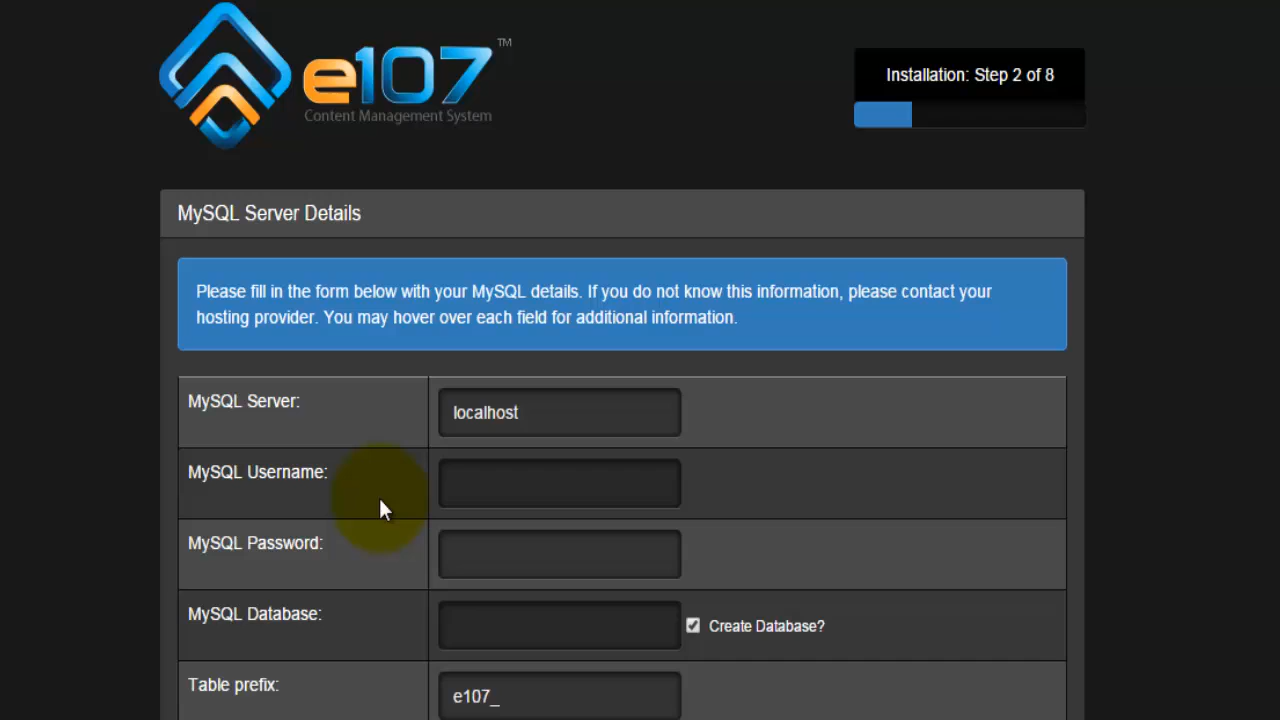 e107 ™
Content Management System
Installation: Step 2 of 8
MySQL Server Details
Please fill in the form below with your MySQL details. If you do not know this information, please contact your
hosting provider. You may hover over each field for additional information.
MySQL Server:
localhost
MySQL Username:
MySQL Password:
MySQL Database:
Create Database?
Table prefix:
e107_